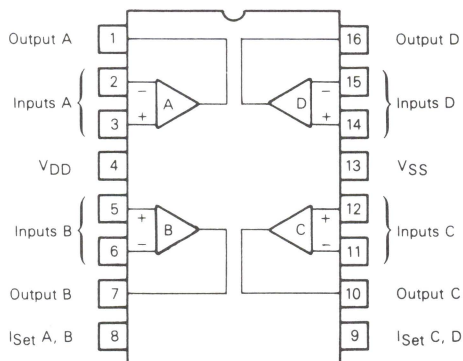 Output A 1 16 Output D
2 15
Inputs A − A D − Inputs D
3 + + 14
VDD 4 13 VSS
5 + + 12
Inputs B B C Inputs C
6 − − 11
Output B 7 10 Output C
ISet A, B 8 9 ISet C, D